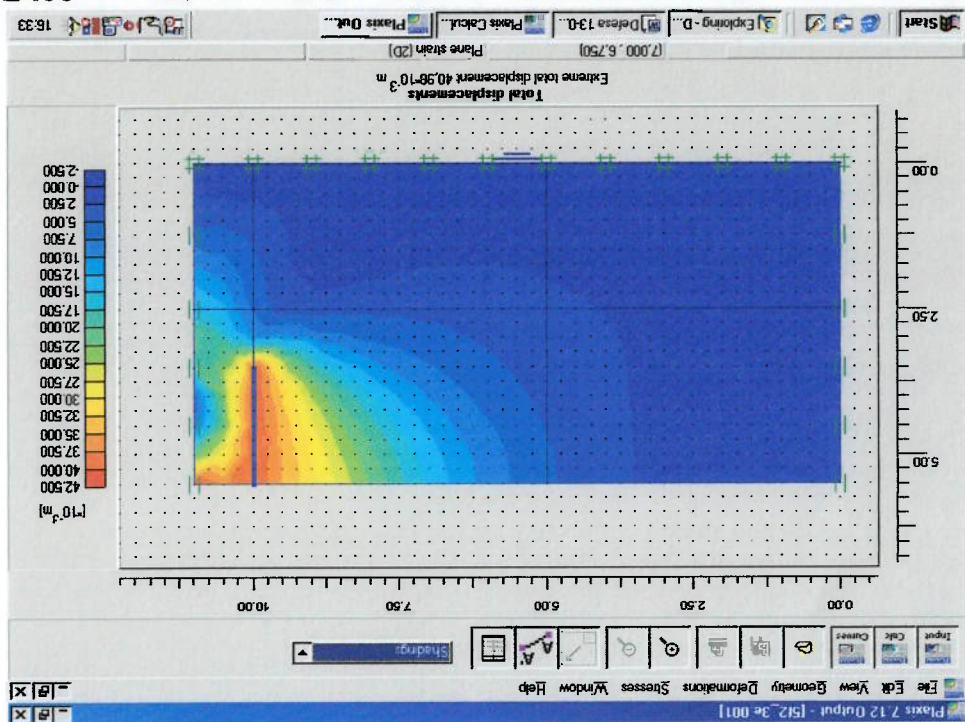 Plaxis 7.12 Output - [5f2_3e 001]
File Edit View Geometry Deformations Stresses Window Help
Input
Calc
Curves
Shadings
0.00 2.50 5.00 7.50 10.00
5.00
2.50
0.00
[*10⁻³m]
42.500
40.000
37.500
35.000
32.500
30.000
27.500
25.000
22.500
20.000
17.500
15.000
12.500
10.000
7.500
5.000
2.500
-0.000
-2.500
Total displacements
Extreme total displacement 40,98*10⁻³ m
(7,000 , 6,750) Plane strain [2D]
Start Exploring - D... Defesa 13.0... Plaxis Calcul... Plaxis Out... 16:33